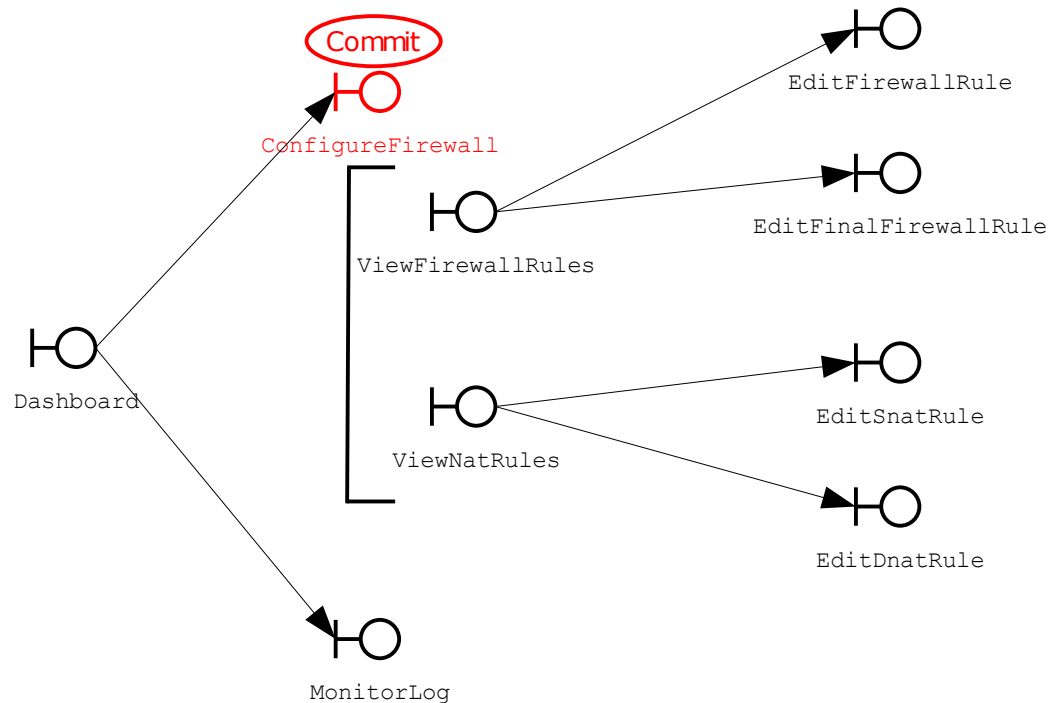 Commit
ConfigureFirewall
EditFirewallRule
EditFinalFirewallRule
ViewFirewallRules
Dashboard
ViewNatRules
EditSnatRule
EditDnatRule
MonitorLog